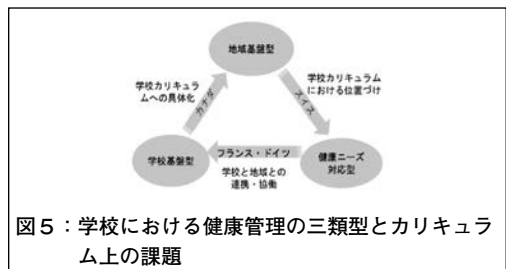 地域基盤型
学校カリキュラ
ムへの具体化
カナダ
学校カリキュラム
における位置づけ
スイス
学校基盤型
フランス・ドイツ
健康ニーズ
対応型
学校と地域との
連携・協働
図5：学校における健康管理の三類型とカリキュラ
ム上の課題